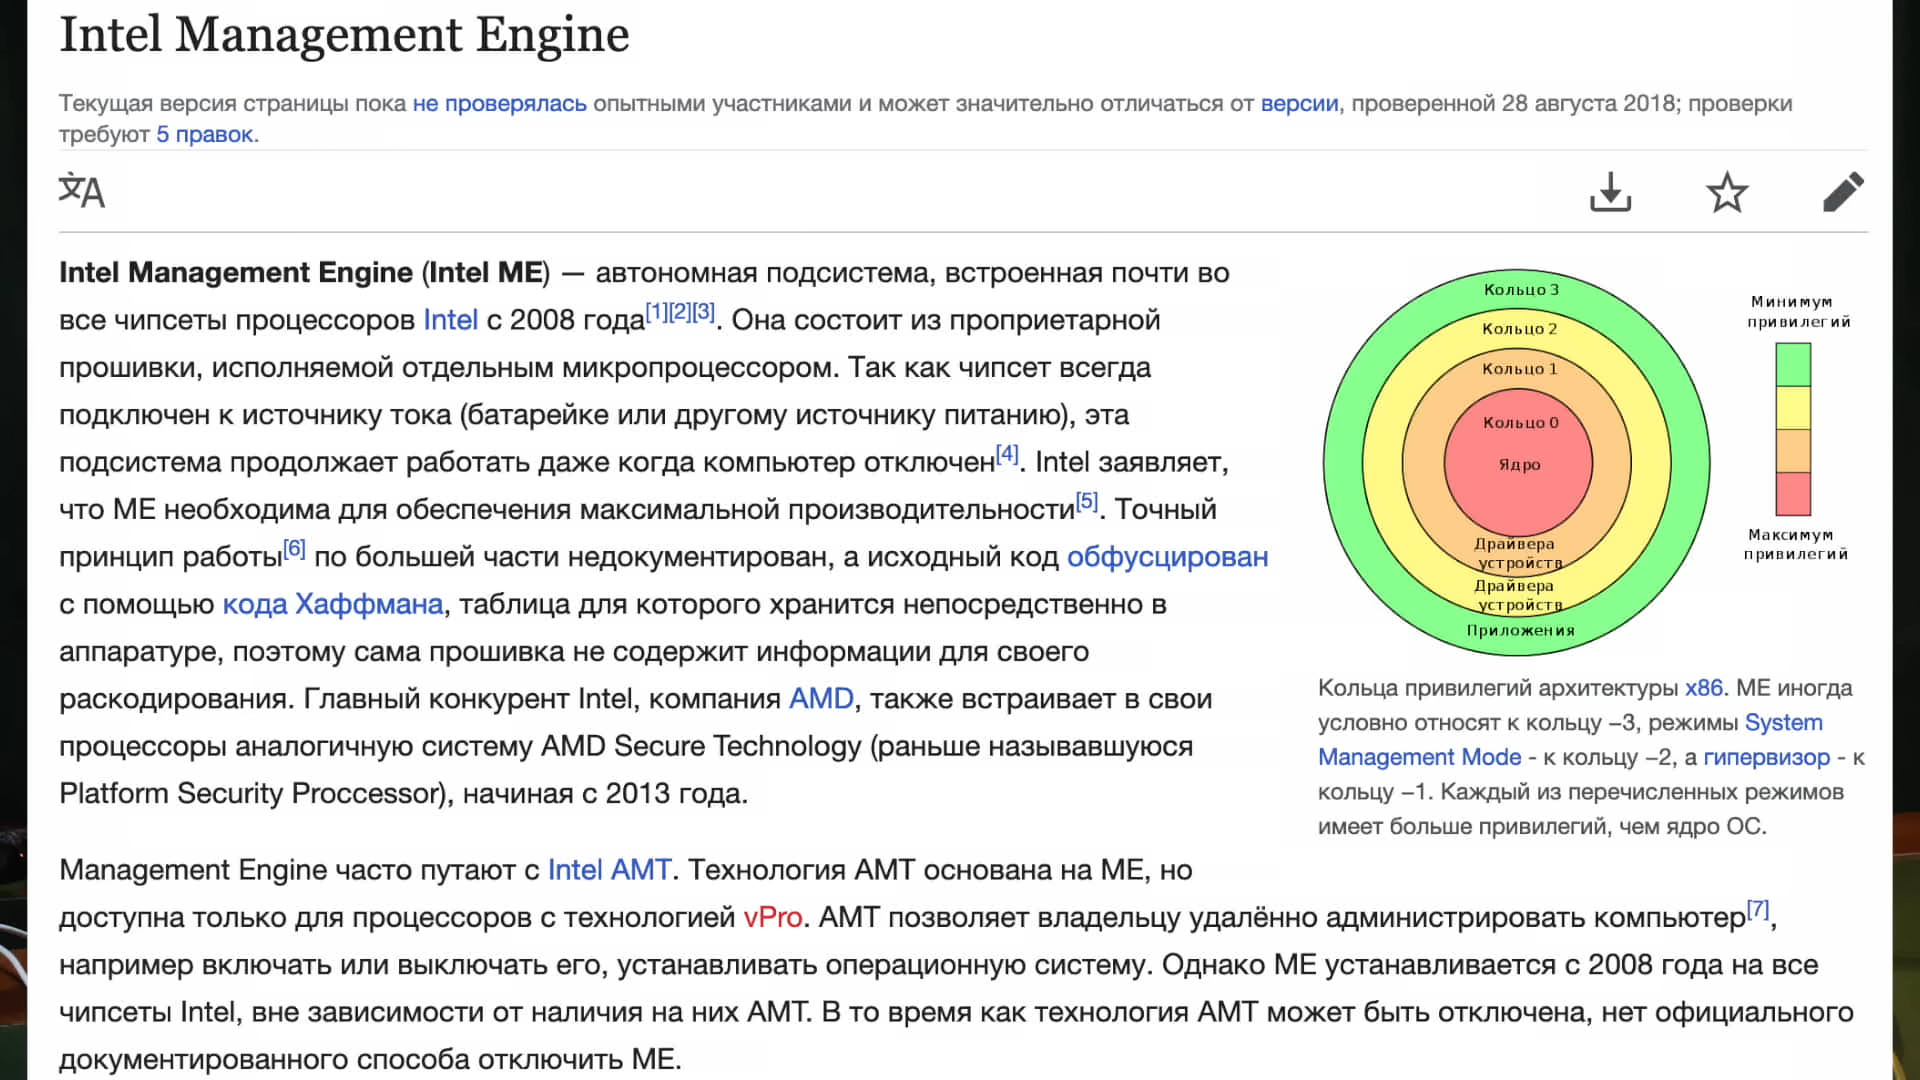 Intel Management Engine
Текущая версия страницы пока не проверялась опытными участниками и может значительно отличаться от версии, проверенной 28 августа 2018; проверки
требуют 5 правок.
文A
Intel Management Engine (Intel ME) — автономная подсистема, встроенная почти во
все чипсеты процессоров Intel с 2008 года[1][2][3]. Она состоит из проприетарной
прошивки, исполняемой отдельным микропроцессором. Так как чипсет всегда
подключен к источнику тока (батарейке или другому источнику питанию), эта
подсистема продолжает работать даже когда компьютер отключен[4]. Intel заявляет,
что ME необходима для обеспечения максимальной производительности[5]. Точный
принцип работы[6] по большей части недокументирован, а исходный код обфусцирован
с помощью кода Хаффмана, таблица для которого хранится непосредственно в
аппаратуре, поэтому сама прошивка не содержит информации для своего
раскодирования. Главный конкурент Intel, компания AMD, также встраивает в свои
процессоры аналогичную систему AMD Secure Technology (раньше называвшуюся
Platform Security Proccessor), начиная с 2013 года.
Кольцо 3
Кольцо 2
Кольцо 1
Кольцо 0
Ядро
Драйвера
устройств
Драйвера
устройств
Приложения
Минимум
привилегий
Максимум
привилегий
Кольца привилегий архитектуры x86. ME иногда
условно относят к кольцу −3, режимы System
Management Mode - к кольцу −2, а гипервизор - к
кольцу −1. Каждый из перечисленных режимов
имеет больше привилегий, чем ядро ОС.
Management Engine часто путают с Intel AMT. Технология AMT основана на ME, но
доступна только для процессоров с технологией vPro. AMT позволяет владельцу удалённо администрировать компьютер[7],
например включать или выключать его, устанавливать операционную систему. Однако ME устанавливается с 2008 года на все
чипсеты Intel, вне зависимости от наличия на них AMT. В то время как технология AMT может быть отключена, нет официального
документированного способа отключить ME.